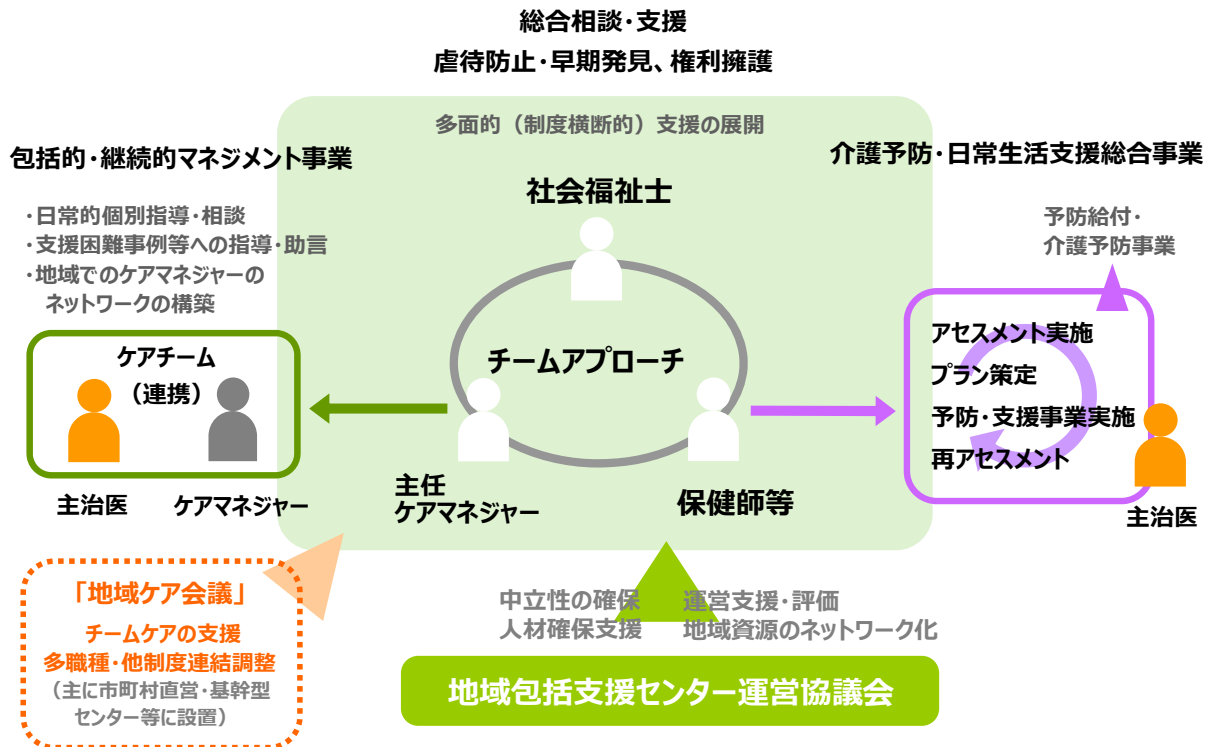 総合相談・支援
虐待防止・早期発見、権利擁護
多面的（制度横断的）支援の展開
包括的・継続的マネジメント事業
・日常的個別指導・相談
・支援困難事例等への指導・助言
・地域でのケアマネジャーの
ネットワークの構築
介護予防・日常生活支援総合事業
予防給付・
介護予防事業
社会福祉士
チームアプローチ
ケアチーム
（連携）
主治医
ケアマネジャー
主任
ケアマネジャー
保健師等
アセスメント実施
プラン策定
予防・支援事業実施
再アセスメント
主治医
「地域ケア会議」
チームケアの支援
多職種・他制度連結調整
（主に市町村直営・基幹型
センター等に設置）
中立性の確保
人材確保支援
運営支援・評価
地域資源のネットワーク化
地域包括支援センター運営協議会